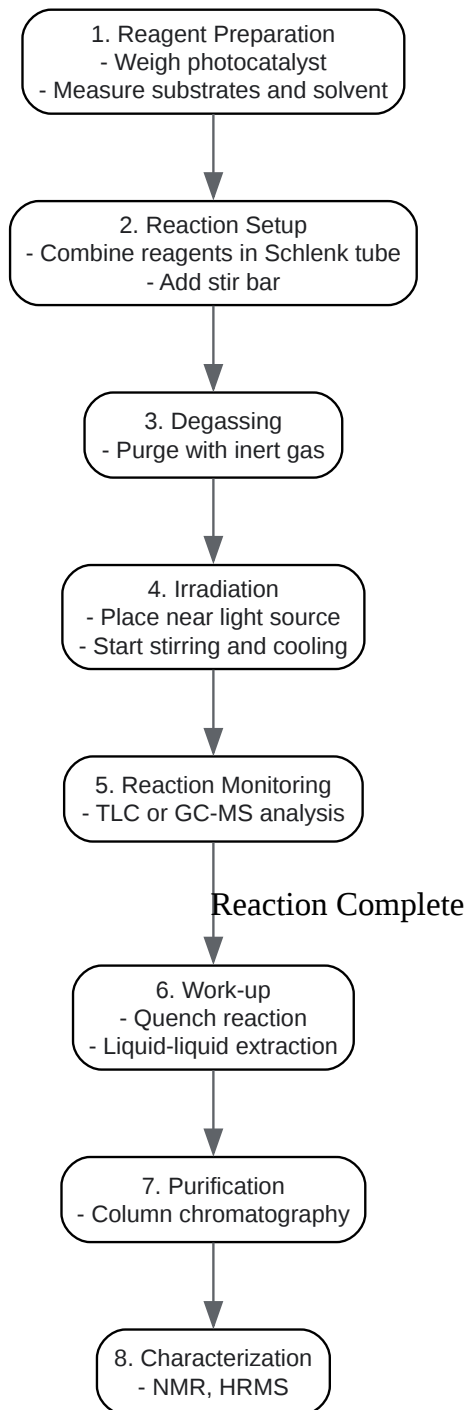 1. Reagent Preparation
- Weigh photocatalyst
- Measure substrates and solvent
2. Reaction Setup
- Combine reagents in Schlenk tube
- Add stir bar
3. Degassing
- Purge with inert gas
4. Irradiation
- Place near light source
- Start stirring and cooling
5. Reaction Monitoring
- TLC or GC-MS analysis
Reaction Complete
6. Work-up
- Quench reaction
- Liquid-liquid extraction
7. Purification
- Column chromatography
8. Characterization
- NMR, HRMS